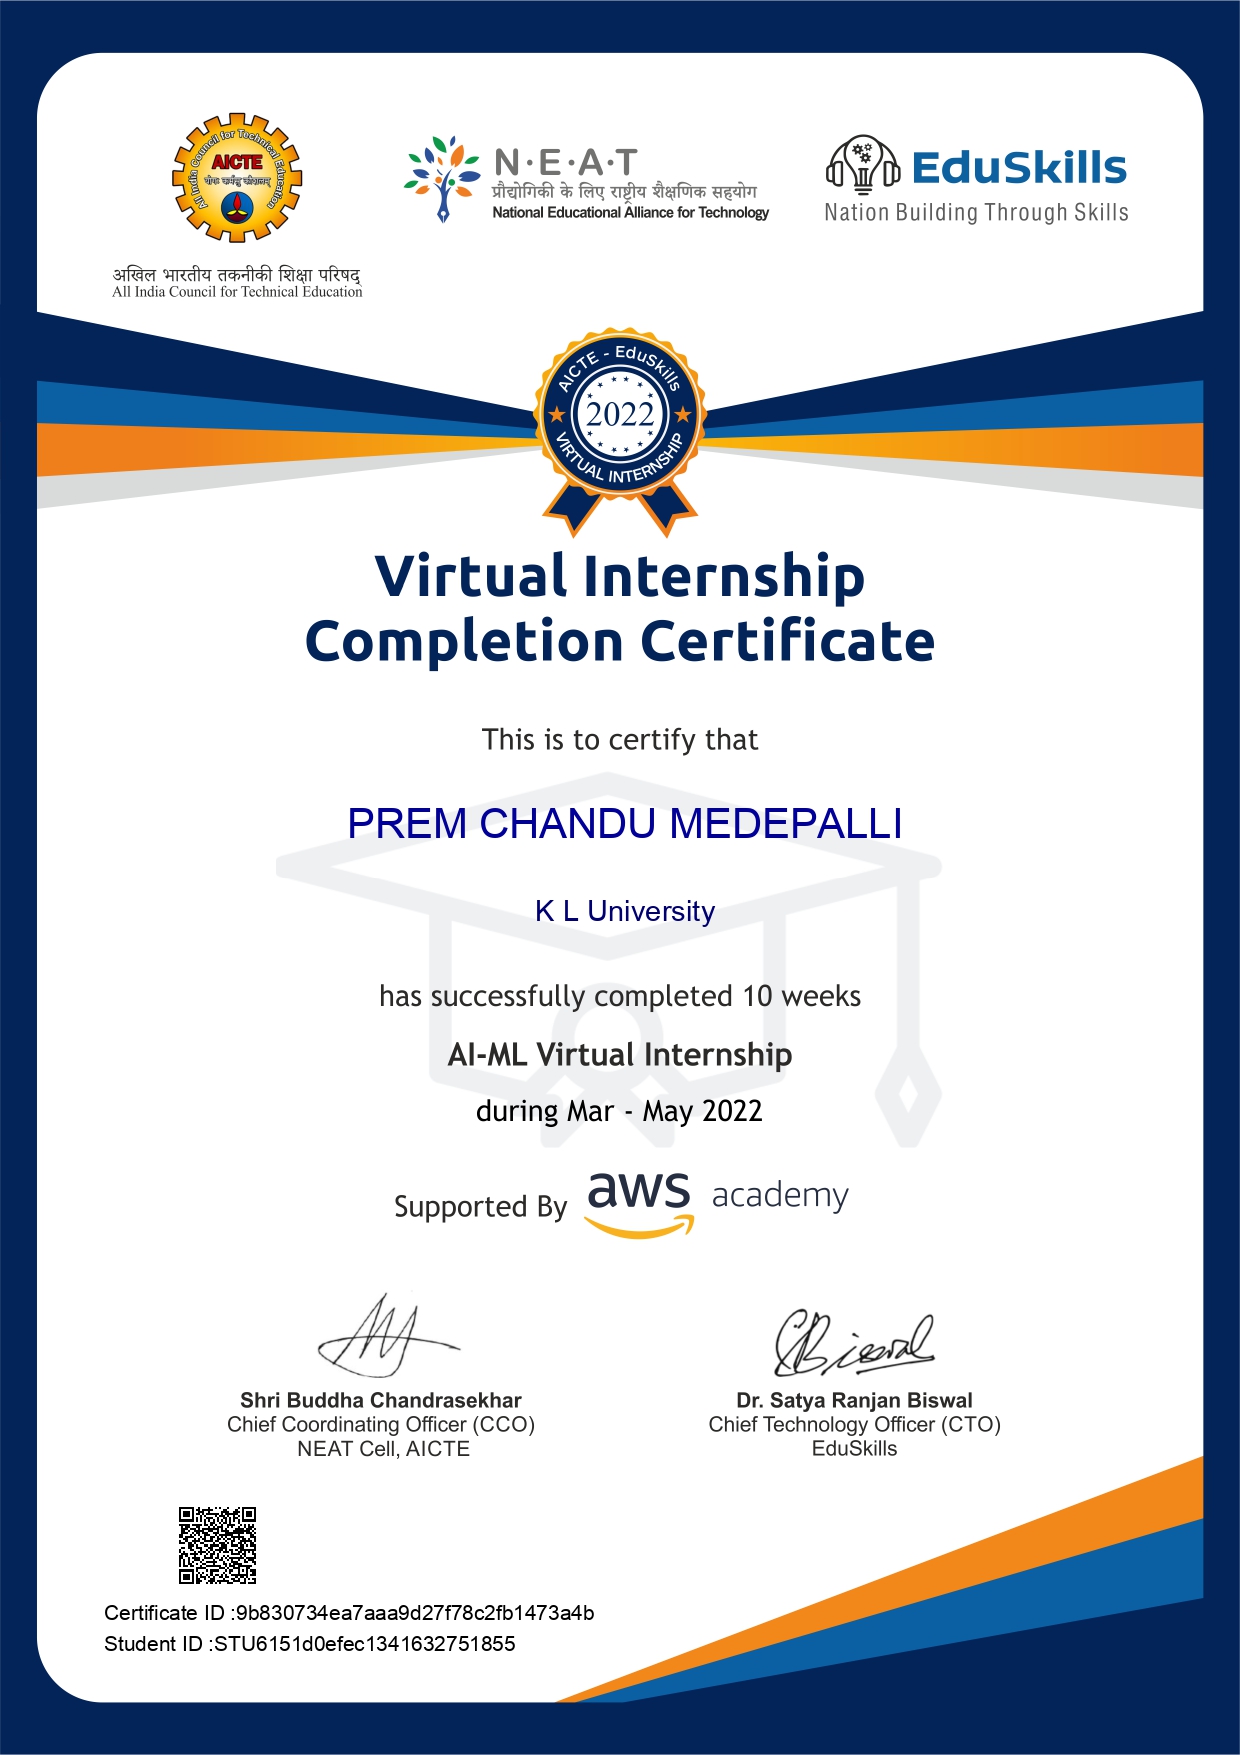 All India Council for Technical Education
AICTE
योगः कर्मसु कौशलम्
अखिल भारतीय तकनीकी शिक्षा परिषद्
All India Council for Technical Education
N·E·A·T
प्रौद्योगिकी के लिए राष्ट्रीय शैक्षणिक सहयोग
National Educational Alliance for Technology
EduSkills
Nation Building Through Skills
AICTE - EduSkills
2022
VIRTUAL INTERNSHIP
Virtual Internship
Completion Certificate
This is to certify that
PREM CHANDU MEDEPALLI
K L University
has successfully completed 10 weeks
AI-ML Virtual Internship
during Mar - May 2022
Supported By aws academy
Shri Buddha Chandrasekhar
Chief Coordinating Officer (CCO)
NEAT Cell, AICTE
Biswal
Dr. Satya Ranjan Biswal
Chief Technology Officer (CTO)
EduSkills
Certificate ID :9b830734ea7aaa9d27f78c2fb1473a4b
Student ID :STU6151d0efec1341632751855